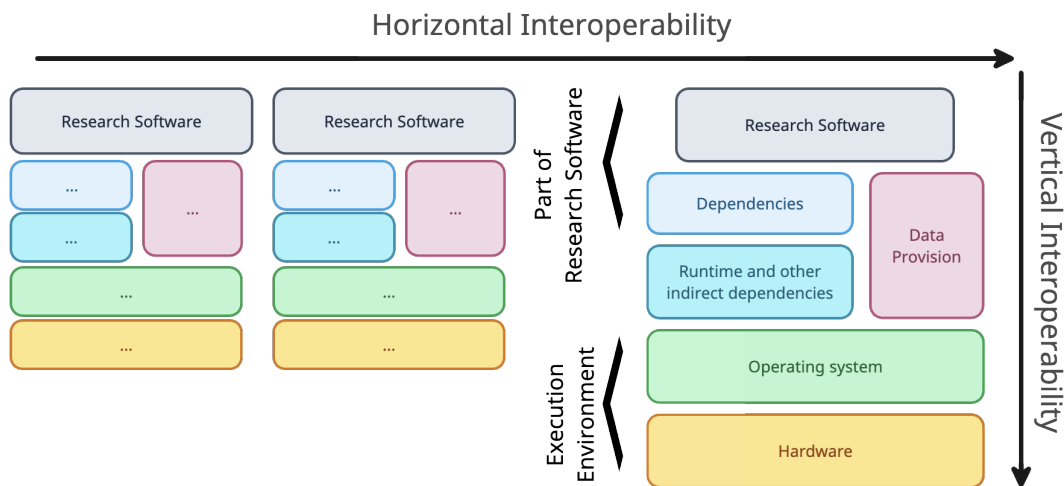 Horizontal Interoperability
Research Software
...
...
...
...
...
Research Software
...
...
...
...
...
Part of
Research Software
Execution
Environment
Research Software
Dependencies
Runtime and other
indirect dependencies
Data
Provision
Operating system
Hardware
Vertical Interoperability